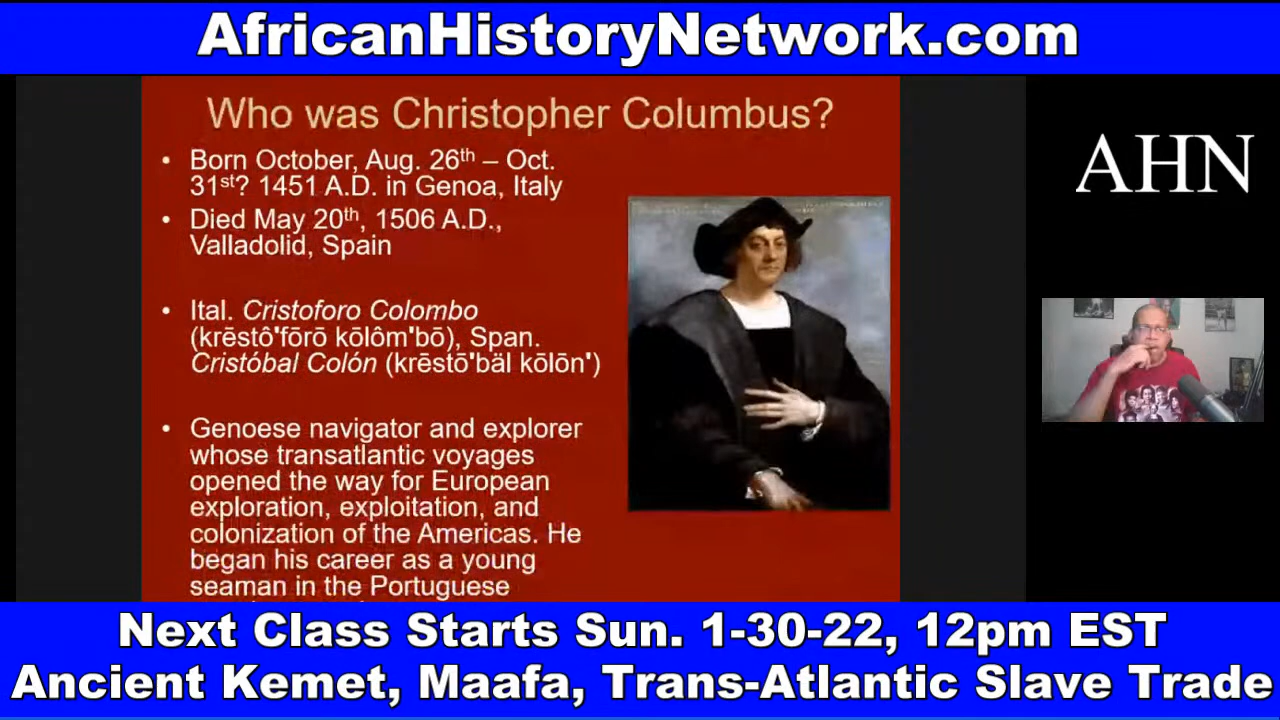 AfricanHistoryNetwork.com
Who was Christopher Columbus?
• Born October, Aug. 26th – Oct.
31st? 1451 A.D. in Genoa, Italy
• Died May 20th, 1506 A.D.,
Valladolid, Spain
• Ital. Cristoforo Colombo
(krēstô'fōrō kōlôm'bō), Span.
Cristóbal Colón (krēstō'bäl kōlōn')
• Genoese navigator and explorer
whose transatlantic voyages
opened the way for European
exploration, exploitation, and
colonization of the Americas. He
began his career as a young
seaman in the Portuguese
AHN
Next Class Starts Sun. 1-30-22, 12pm EST
Ancient Kemet, Maafa, Trans-Atlantic Slave Trade